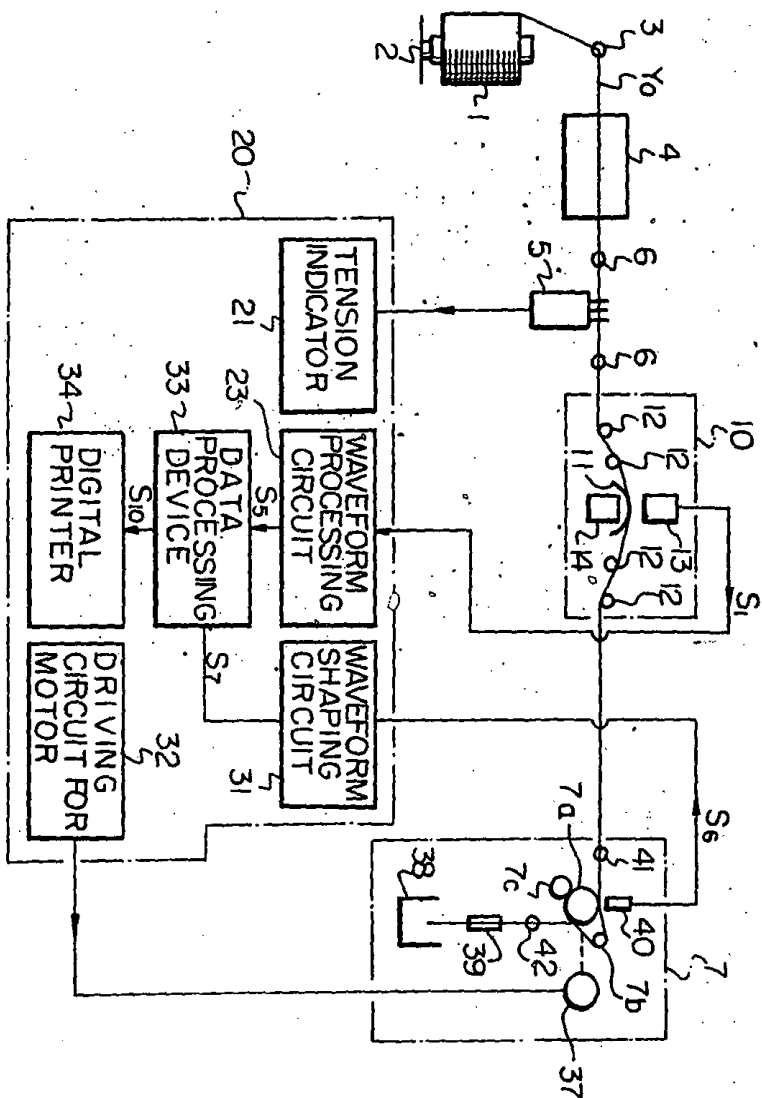 3
Y0
4
6
6
5
2
1
10
12
12
11
13
14
12
12
S1
S6
41
40
7
7a
7b
7c
42
39
38
37
20
TENSION
INDICATOR
21
WAVEFORM
PROCESSING
CIRCUIT
23
WAVEFORM
SHAPING
CIRCUIT
31
S5
S7
DATA
PROCESSING
DEVICE
33
S10
DIGITAL
PRINTER
34
DRIVING
CIRCUIT FOR
MOTOR
32